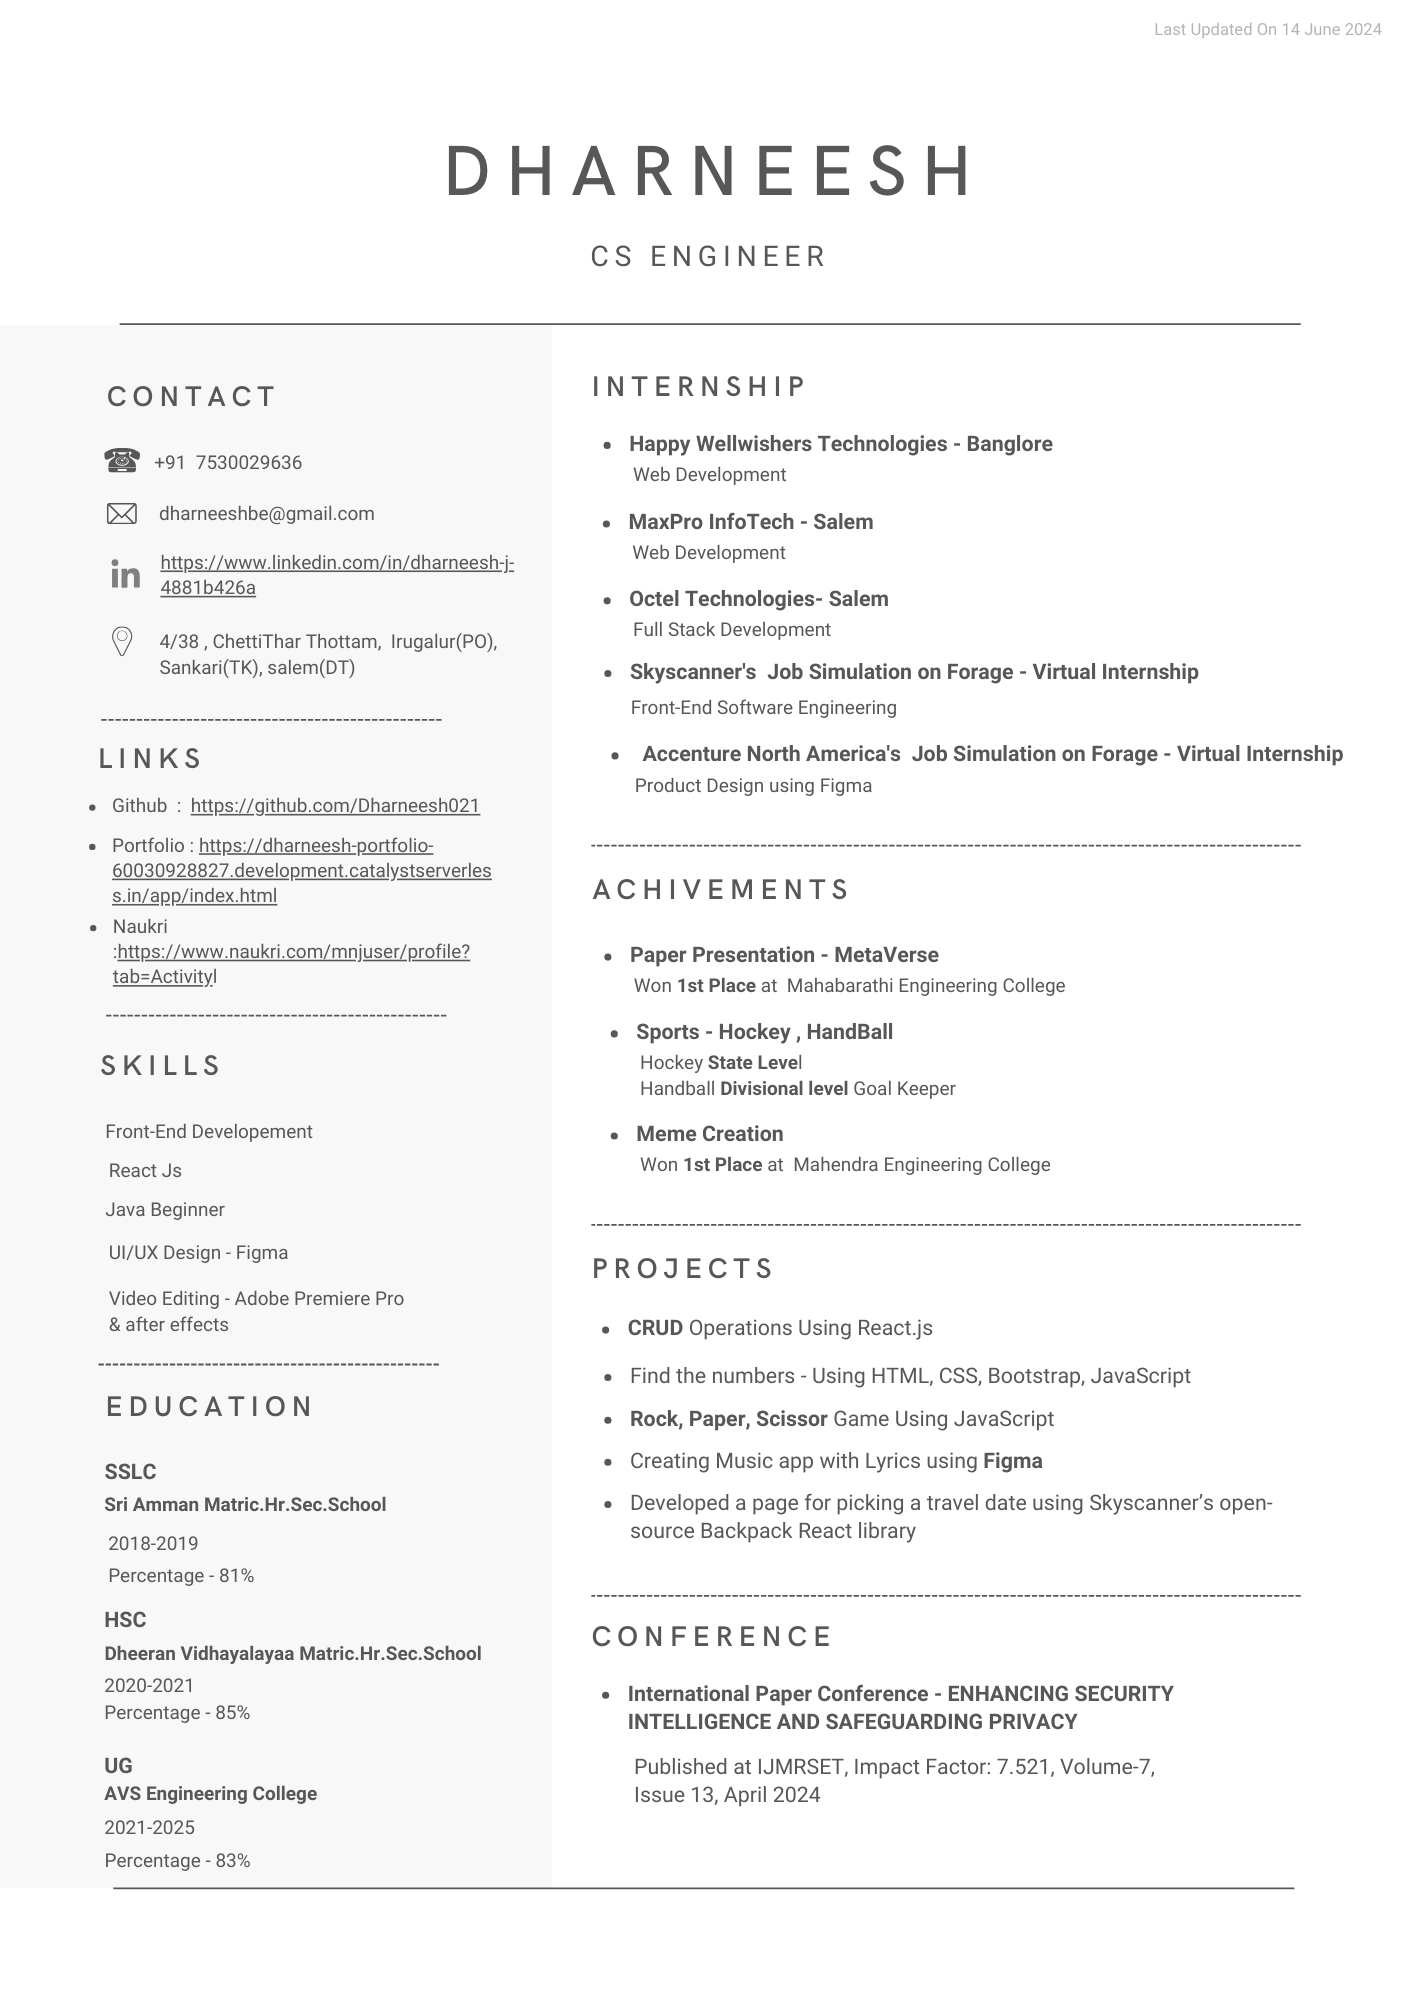 Last Updated On 14 June 2024
DHARNEESH
CS ENGINEER
CONTACT
+91  7530029636
dharneeshbe@gmail.com
https://www.linkedin.com/in/dharneesh-j-
4881b426a
4/38 , ChettiThar Thottam,  Irugalur(PO),
Sankari(TK), salem(DT)
------------------------------------------------
LINKS
Github  :  https://github.com/Dharneesh021
Portfolio : https://dharneesh-portfolio-
60030928827.development.catalystserverles
s.in/app/index.html
Naukri
:https://www.naukri.com/mnjuser/profile?
tab=Activityl
------------------------------------------------
SKILLS
Front-End Developement
React Js
Java Beginner
UI/UX Design - Figma
Video Editing - Adobe Premiere Pro
& after effects
------------------------------------------------
EDUCATION
SSLC
Sri Amman Matric.Hr.Sec.School
2018-2019
Percentage - 81%
HSC
Dheeran Vidhayalayaa Matric.Hr.Sec.School
2020-2021
Percentage - 85%
UG
AVS Engineering College
2021-2025
Percentage - 83%
INTERNSHIP
Happy Wellwishers Technologies - Banglore
Web Development
MaxPro InfoTech - Salem
Web Development
Octel Technologies- Salem
Full Stack Development
Skyscanner's  Job Simulation on Forage - Virtual Internship
Front-End Software Engineering
Accenture North America's  Job Simulation on Forage - Virtual Internship
Product Design using Figma
----------------------------------------------------------------------------------------------------
ACHIVEMENTS
Paper Presentation - MetaVerse
Won 1st Place at  Mahabarathi Engineering College
Sports - Hockey , HandBall
Hockey State Level
Handball Divisional level Goal Keeper
Meme Creation
Won 1st Place at  Mahendra Engineering College
----------------------------------------------------------------------------------------------------
PROJECTS
CRUD Operations Using React.js
Find the numbers - Using HTML, CSS, Bootstrap, JavaScript
Rock, Paper, Scissor Game Using JavaScript
Creating Music app with Lyrics using Figma
Developed a page for picking a travel date using Skyscanner’s open-
source Backpack React library
----------------------------------------------------------------------------------------------------
CONFERENCE
International Paper Conference - ENHANCING SECURITY
INTELLIGENCE AND SAFEGUARDING PRIVACY
Published at IJMRSET, Impact Factor: 7.521, Volume-7,
Issue 13, April 2024